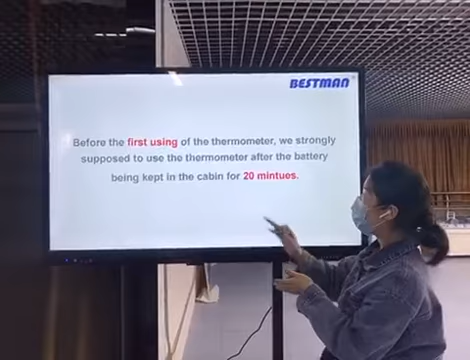 BESTMAN
Before the first using of the thermometer, we strongly
supposed to use the thermometer after the battery
being kept in the cabin for 20 mintues.